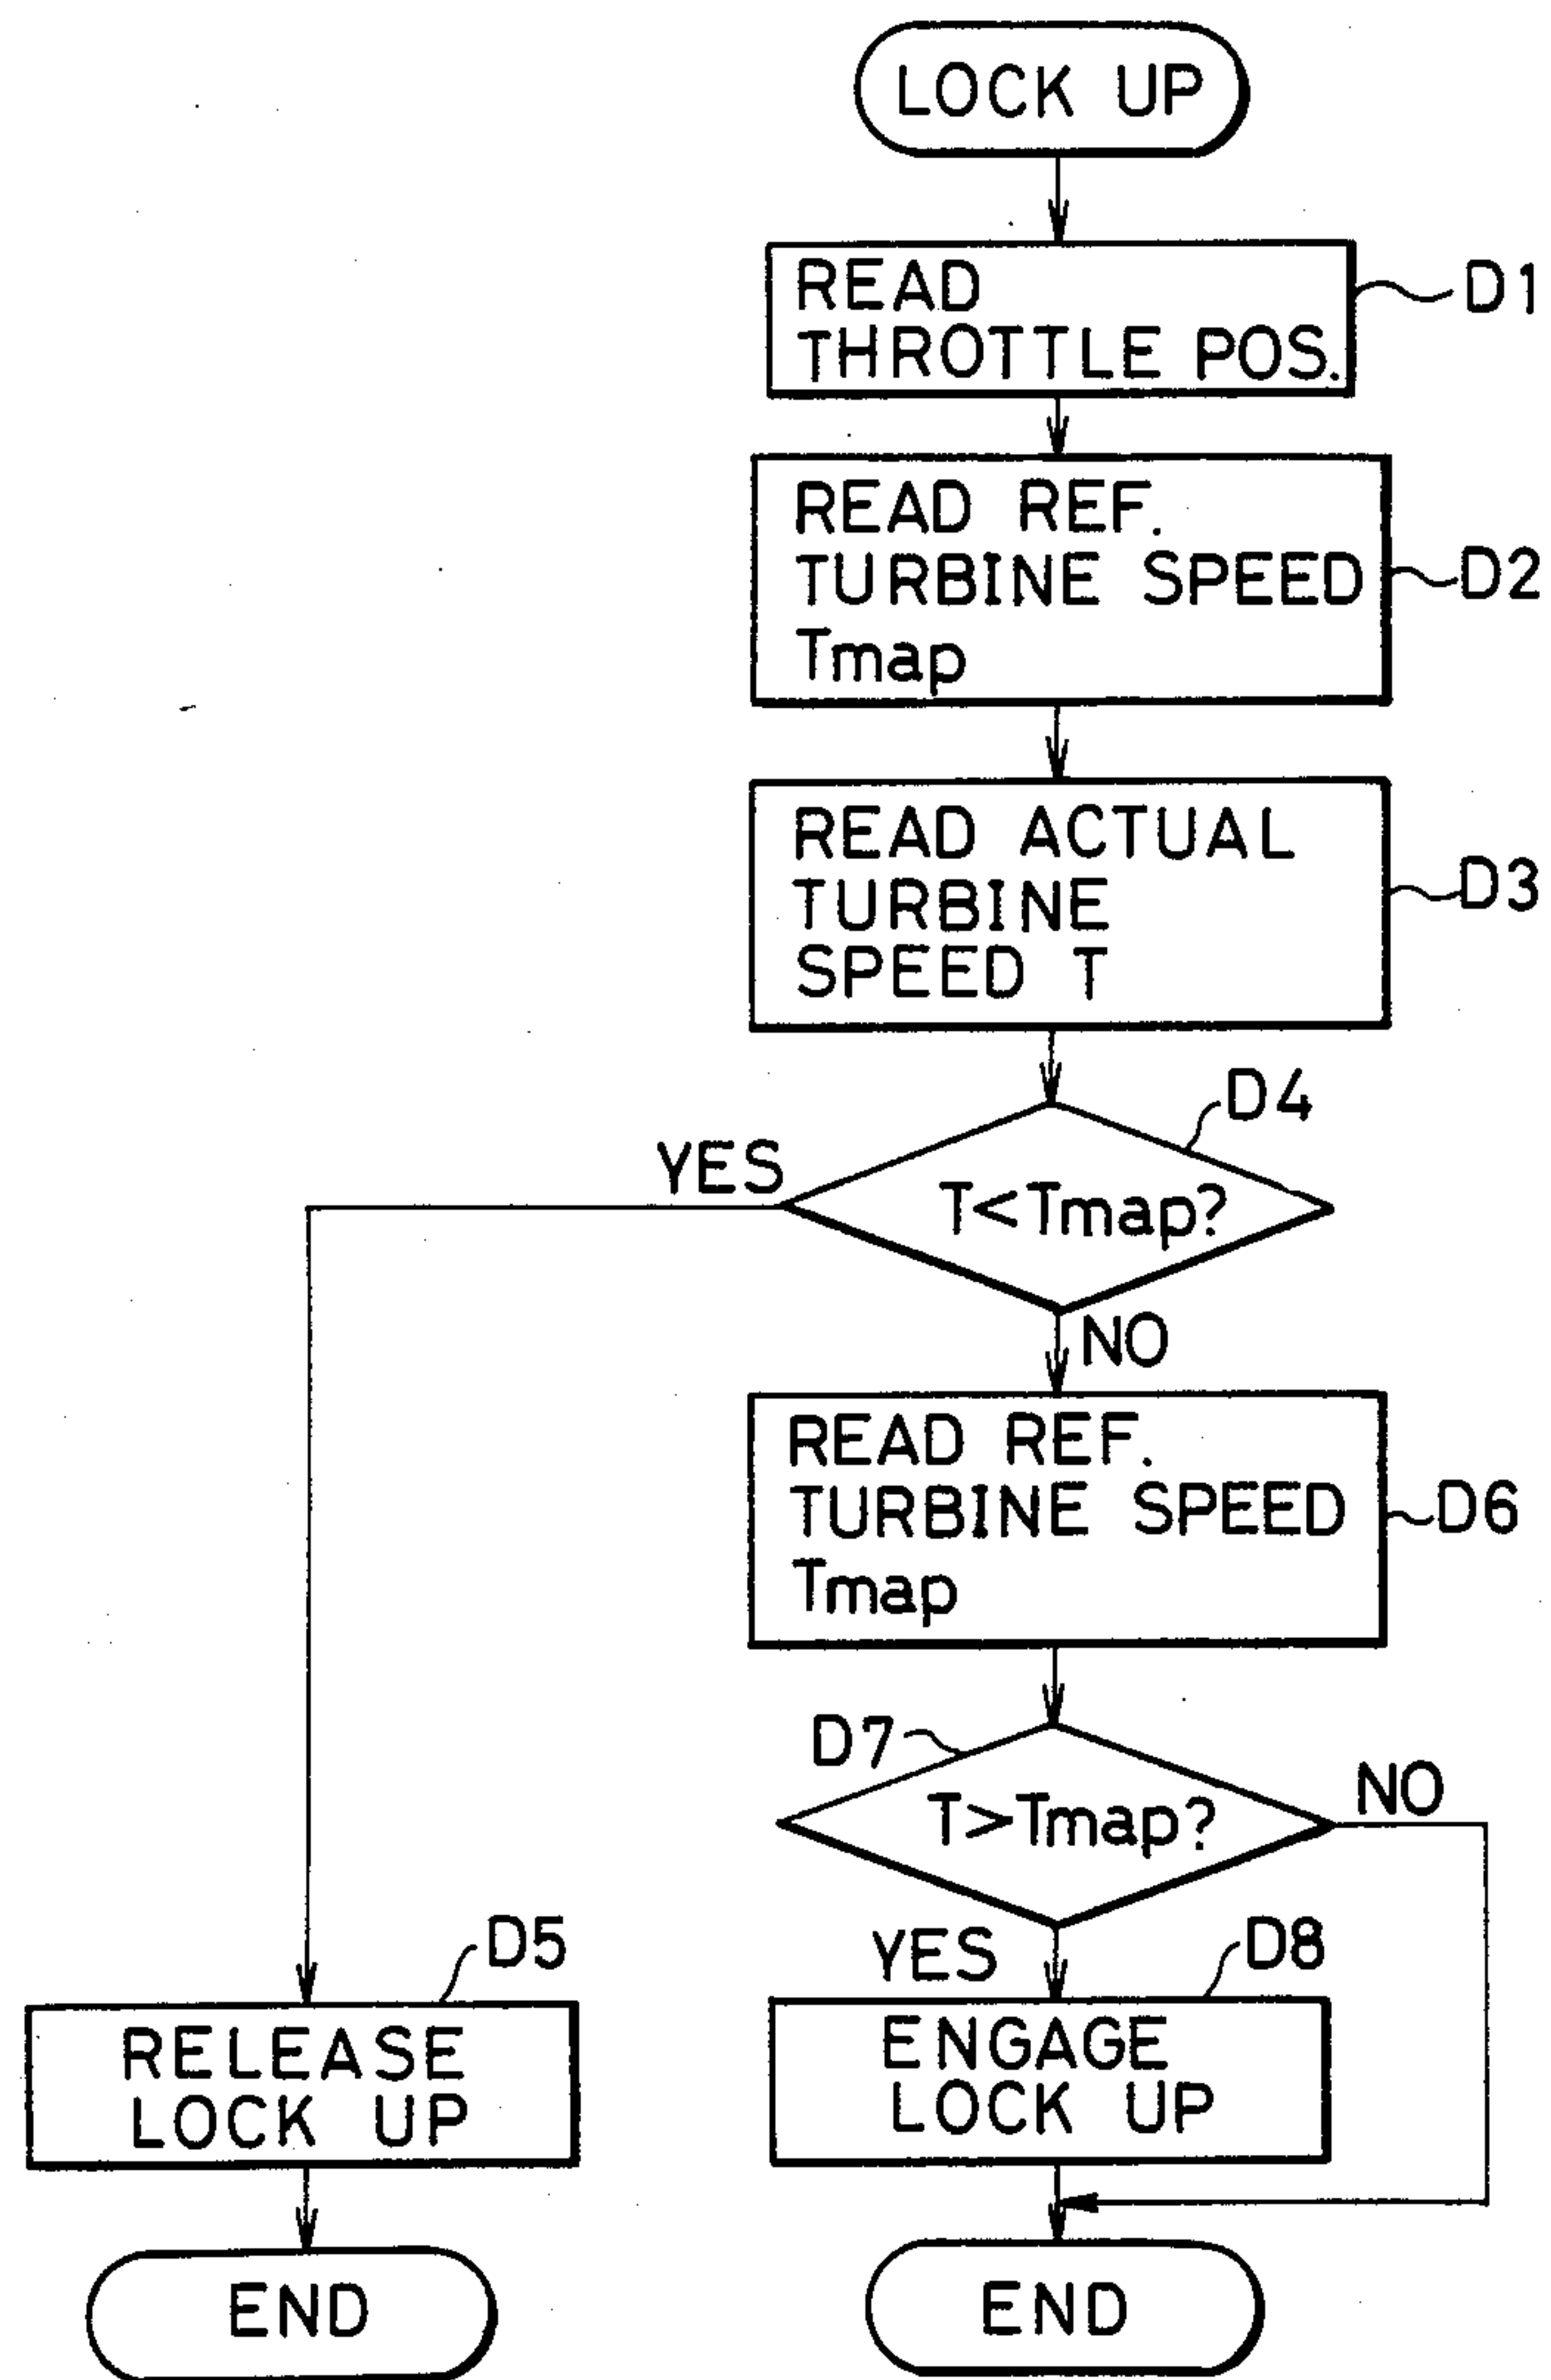 LOCK UP
READ
THROTTLE POS.
D1
READ REF.
TURBINE SPEED
Tmap
D2
READ ACTUAL
TURBINE
SPEED T
D3
D4
YES
T<Tmap?
NO
READ REF.
TURBINE SPEED
Tmap
D6
D7
T>Tmap?
NO
YES
D5
D8
RELEASE
LOCK UP
ENGAGE
LOCK UP
END
END